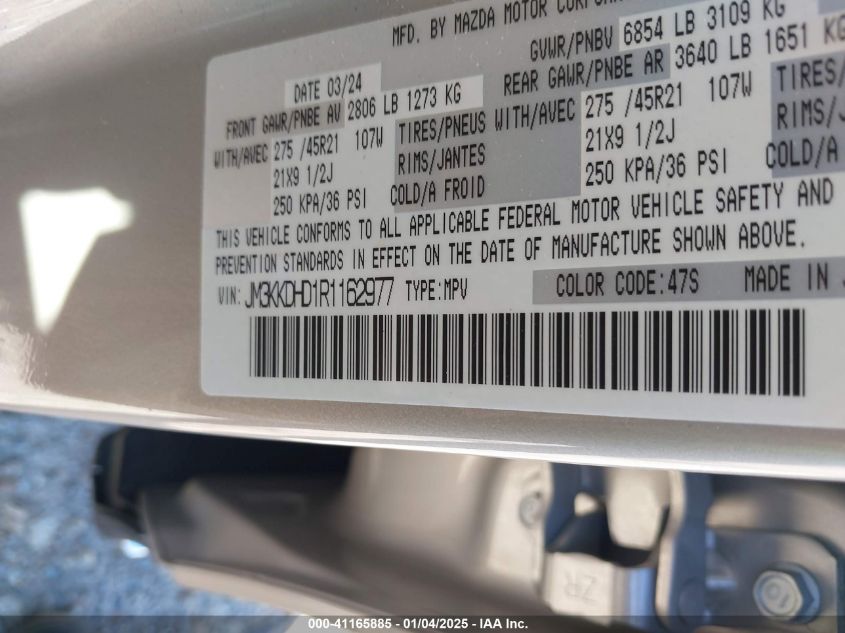 MFD. BY MAZDA MOTOR
DATE 03/24 GVWR/PNBV 6854 LB 3109 KG
FRONT GAWR/PNBE AV 2806 LB 1273 KG REAR GAWR/PNBE AR 3640 LB 1651 KG
WITH/AVEC 275 /45R21 107W TIRES/PNEUS WITH/AVEC 275 /45R21 107W TIRES/
21X9 1/2J RIMS/JANTES 21X9 1/2J RIMS/
250 KPA/36 PSI COLD/A FROID 250 KPA/36 PSI COLD/A
THIS VEHICLE CONFORMS TO ALL APPLICABLE FEDERAL MOTOR VEHICLE SAFETY AND
PREVENTION STANDARDS IN EFFECT ON THE DATE OF MANUFACTURE SHOWN ABOVE.
VIN: JM3KKDHD1R1162977 TYPE:MPV COLOR CODE:47S MADE IN
ZR
10
000-41165885 - 01/04/2025 - IAA Inc.